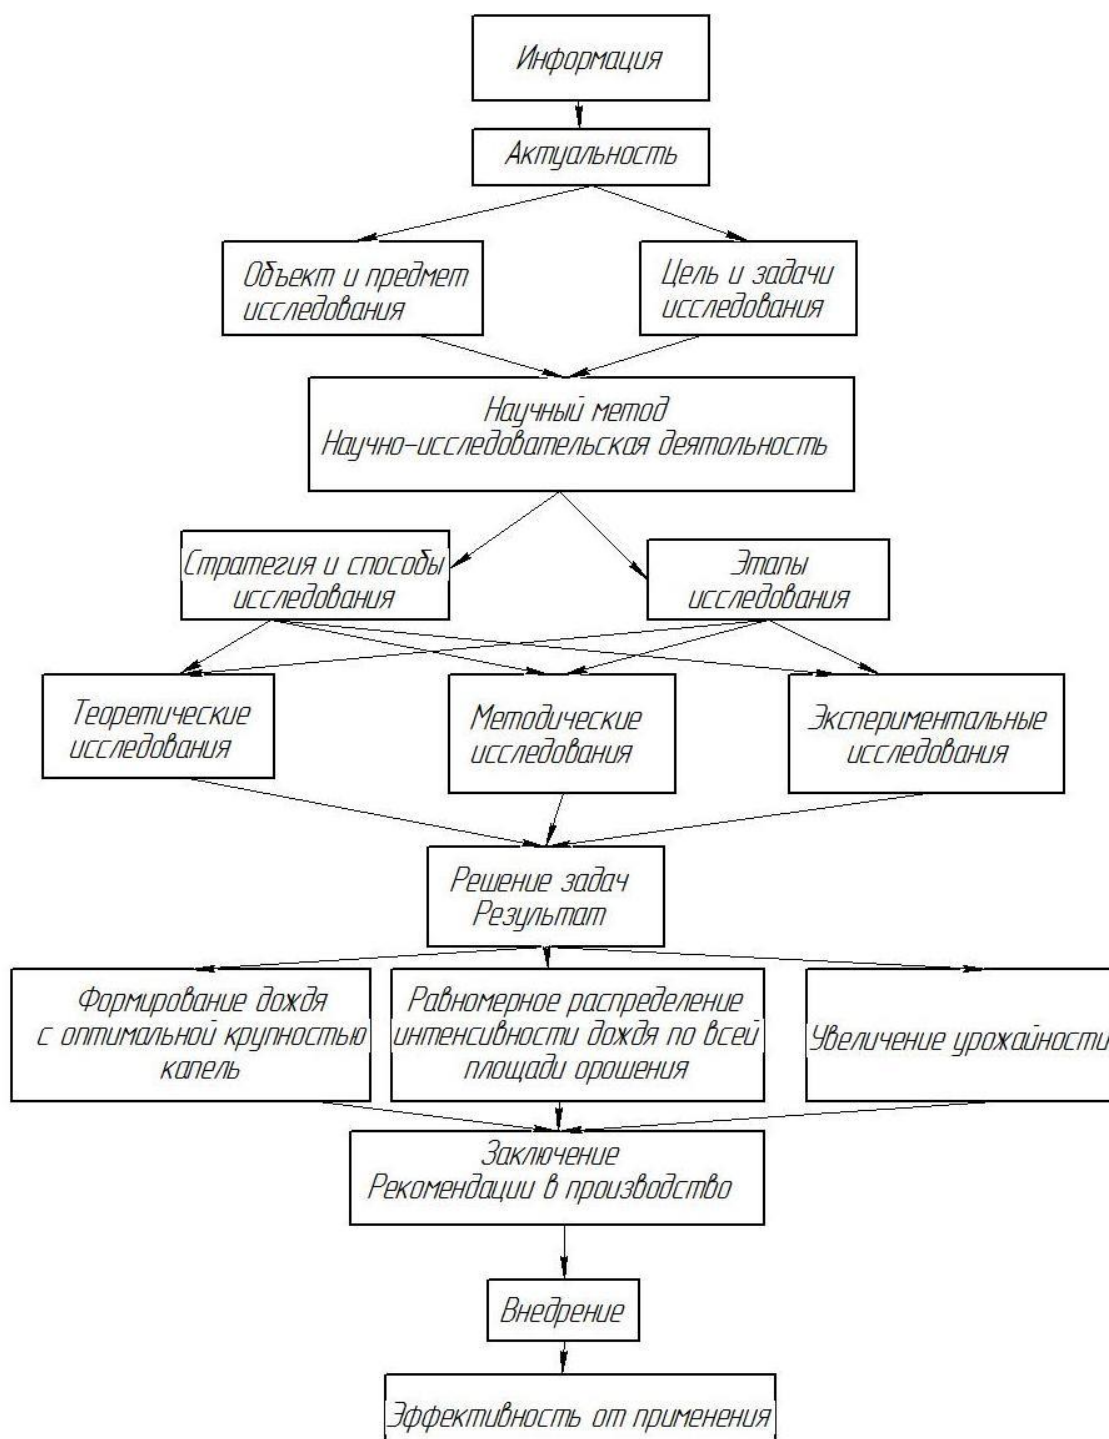 Информация
Актуальность
Объект и предмет
исследования
Цель и задачи
исследования
Научный метод
Научно-исследовательская деятольность
Стратегия и способы
исследования
Этапы
исследования
Теоретические
исследования
Методические
исследования
Экспериментальные
исследования
Решение задач
Результат
Формирование дождя
с оптимальной крупностью
капель
Равномерное распределение
интенсивности дождя по всей
площади орошения
Увеличение урожайности
Заключение
Рекомендации в производство
Внедрение
Эффективность от применения